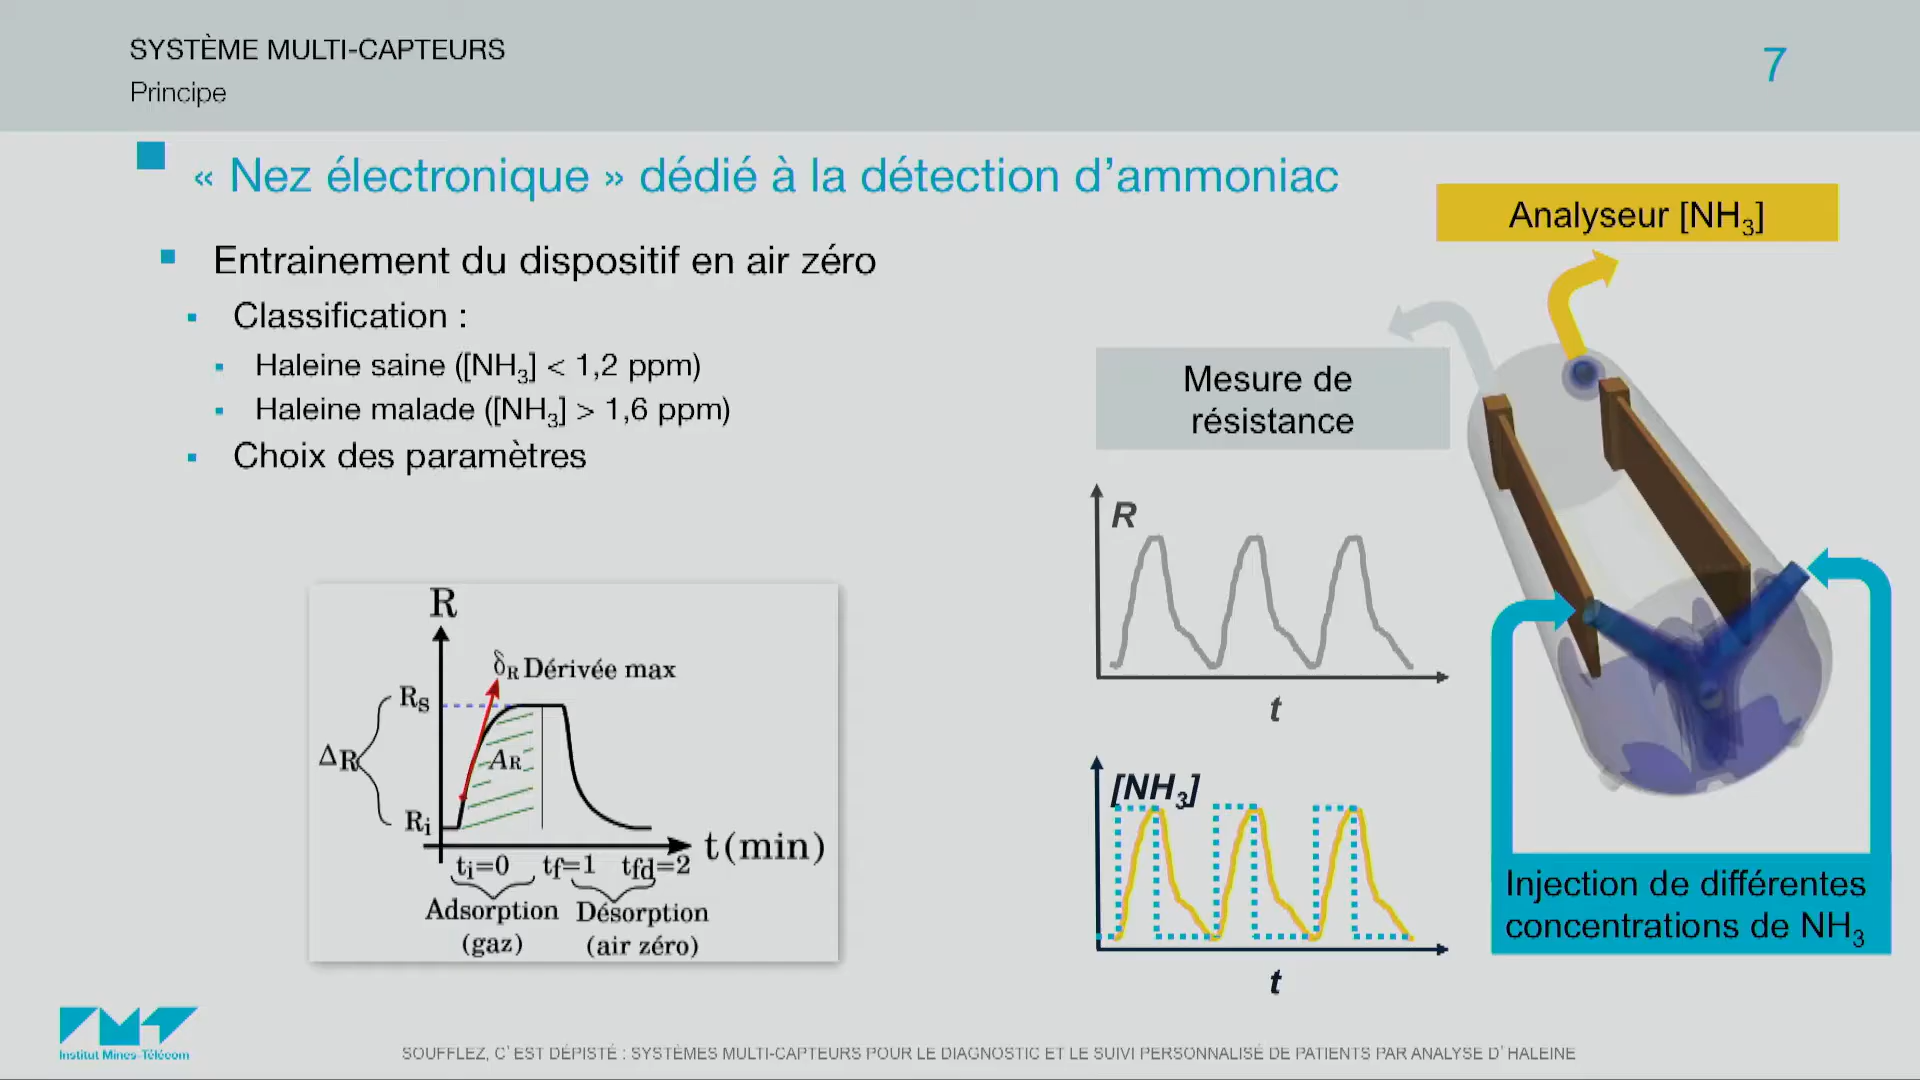 SYSTÈME MULTI-CAPTEURS
Principe
7
« Nez électronique » dédié à la détection d’ammoniac
Analyseur [NH3]
Entrainement du dispositif en air zéro
Classification :
Haleine saine ([NH3] < 1,2 ppm)
Haleine malade ([NH3] > 1,6 ppm)
Choix des paramètres
Mesure de
résistance
R
t
[NH3]
t
R
δR Dérivée max
RS
ΔR
AR
Ri
t(min)
ti=0 tf=1 tfd=2
Adsorption Désorption
(gaz) (air zéro)
Injection de différentes
concentrations de NH3
Institut Mines-Télécom
SOUFFLEZ, C’EST DÉPISTÉ : SYSTÈMES MULTI-CAPTEURS POUR LE DIAGNOSTIC ET LE SUIVI PERSONNALISÉ DE PATIENTS PAR ANALYSE D’HALEINE